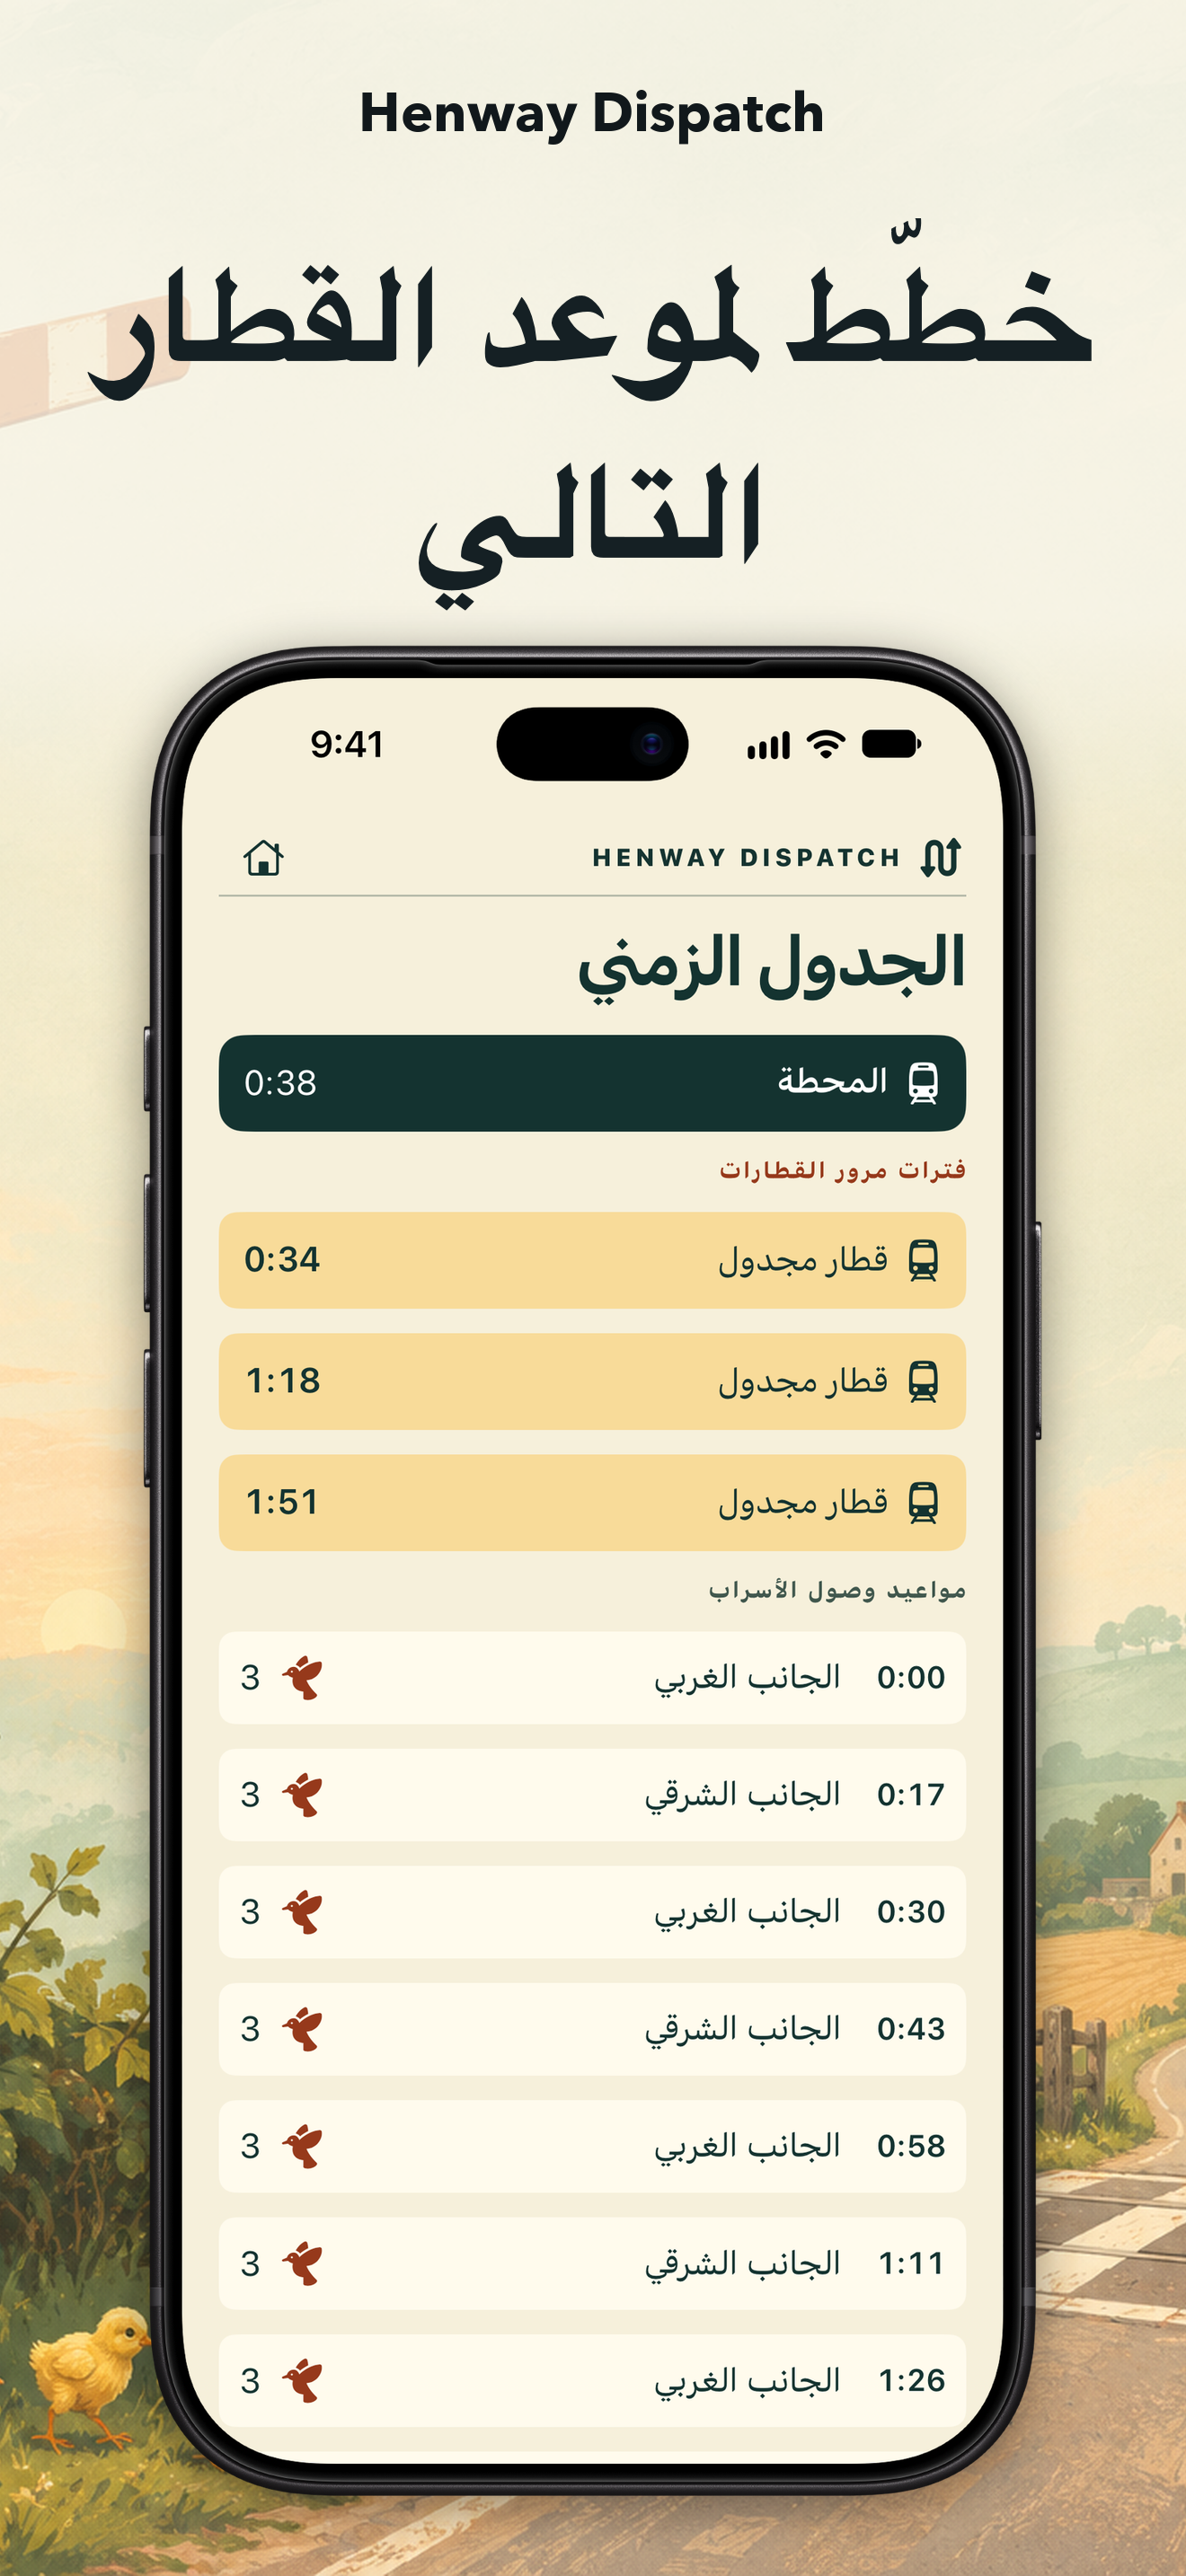 Henway Dispatch
خطّط لموعد القطار
التالي
9:41
HENWAY DISPATCH
الجدول الزمني
المحطة 0:38
فترات مرور القطارات
قطار مجدول 0:34
قطار مجدول 1:18
قطار مجدول 1:51
مواعيد وصول الأسراب
0:00 الجانب الغربي 3
0:17 الجانب الشرقي 3
0:30 الجانب الغربي 3
0:43 الجانب الشرقي 3
0:58 الجانب الغربي 3
1:11 الجانب الشرقي 3
1:26 الجانب الغربي 3